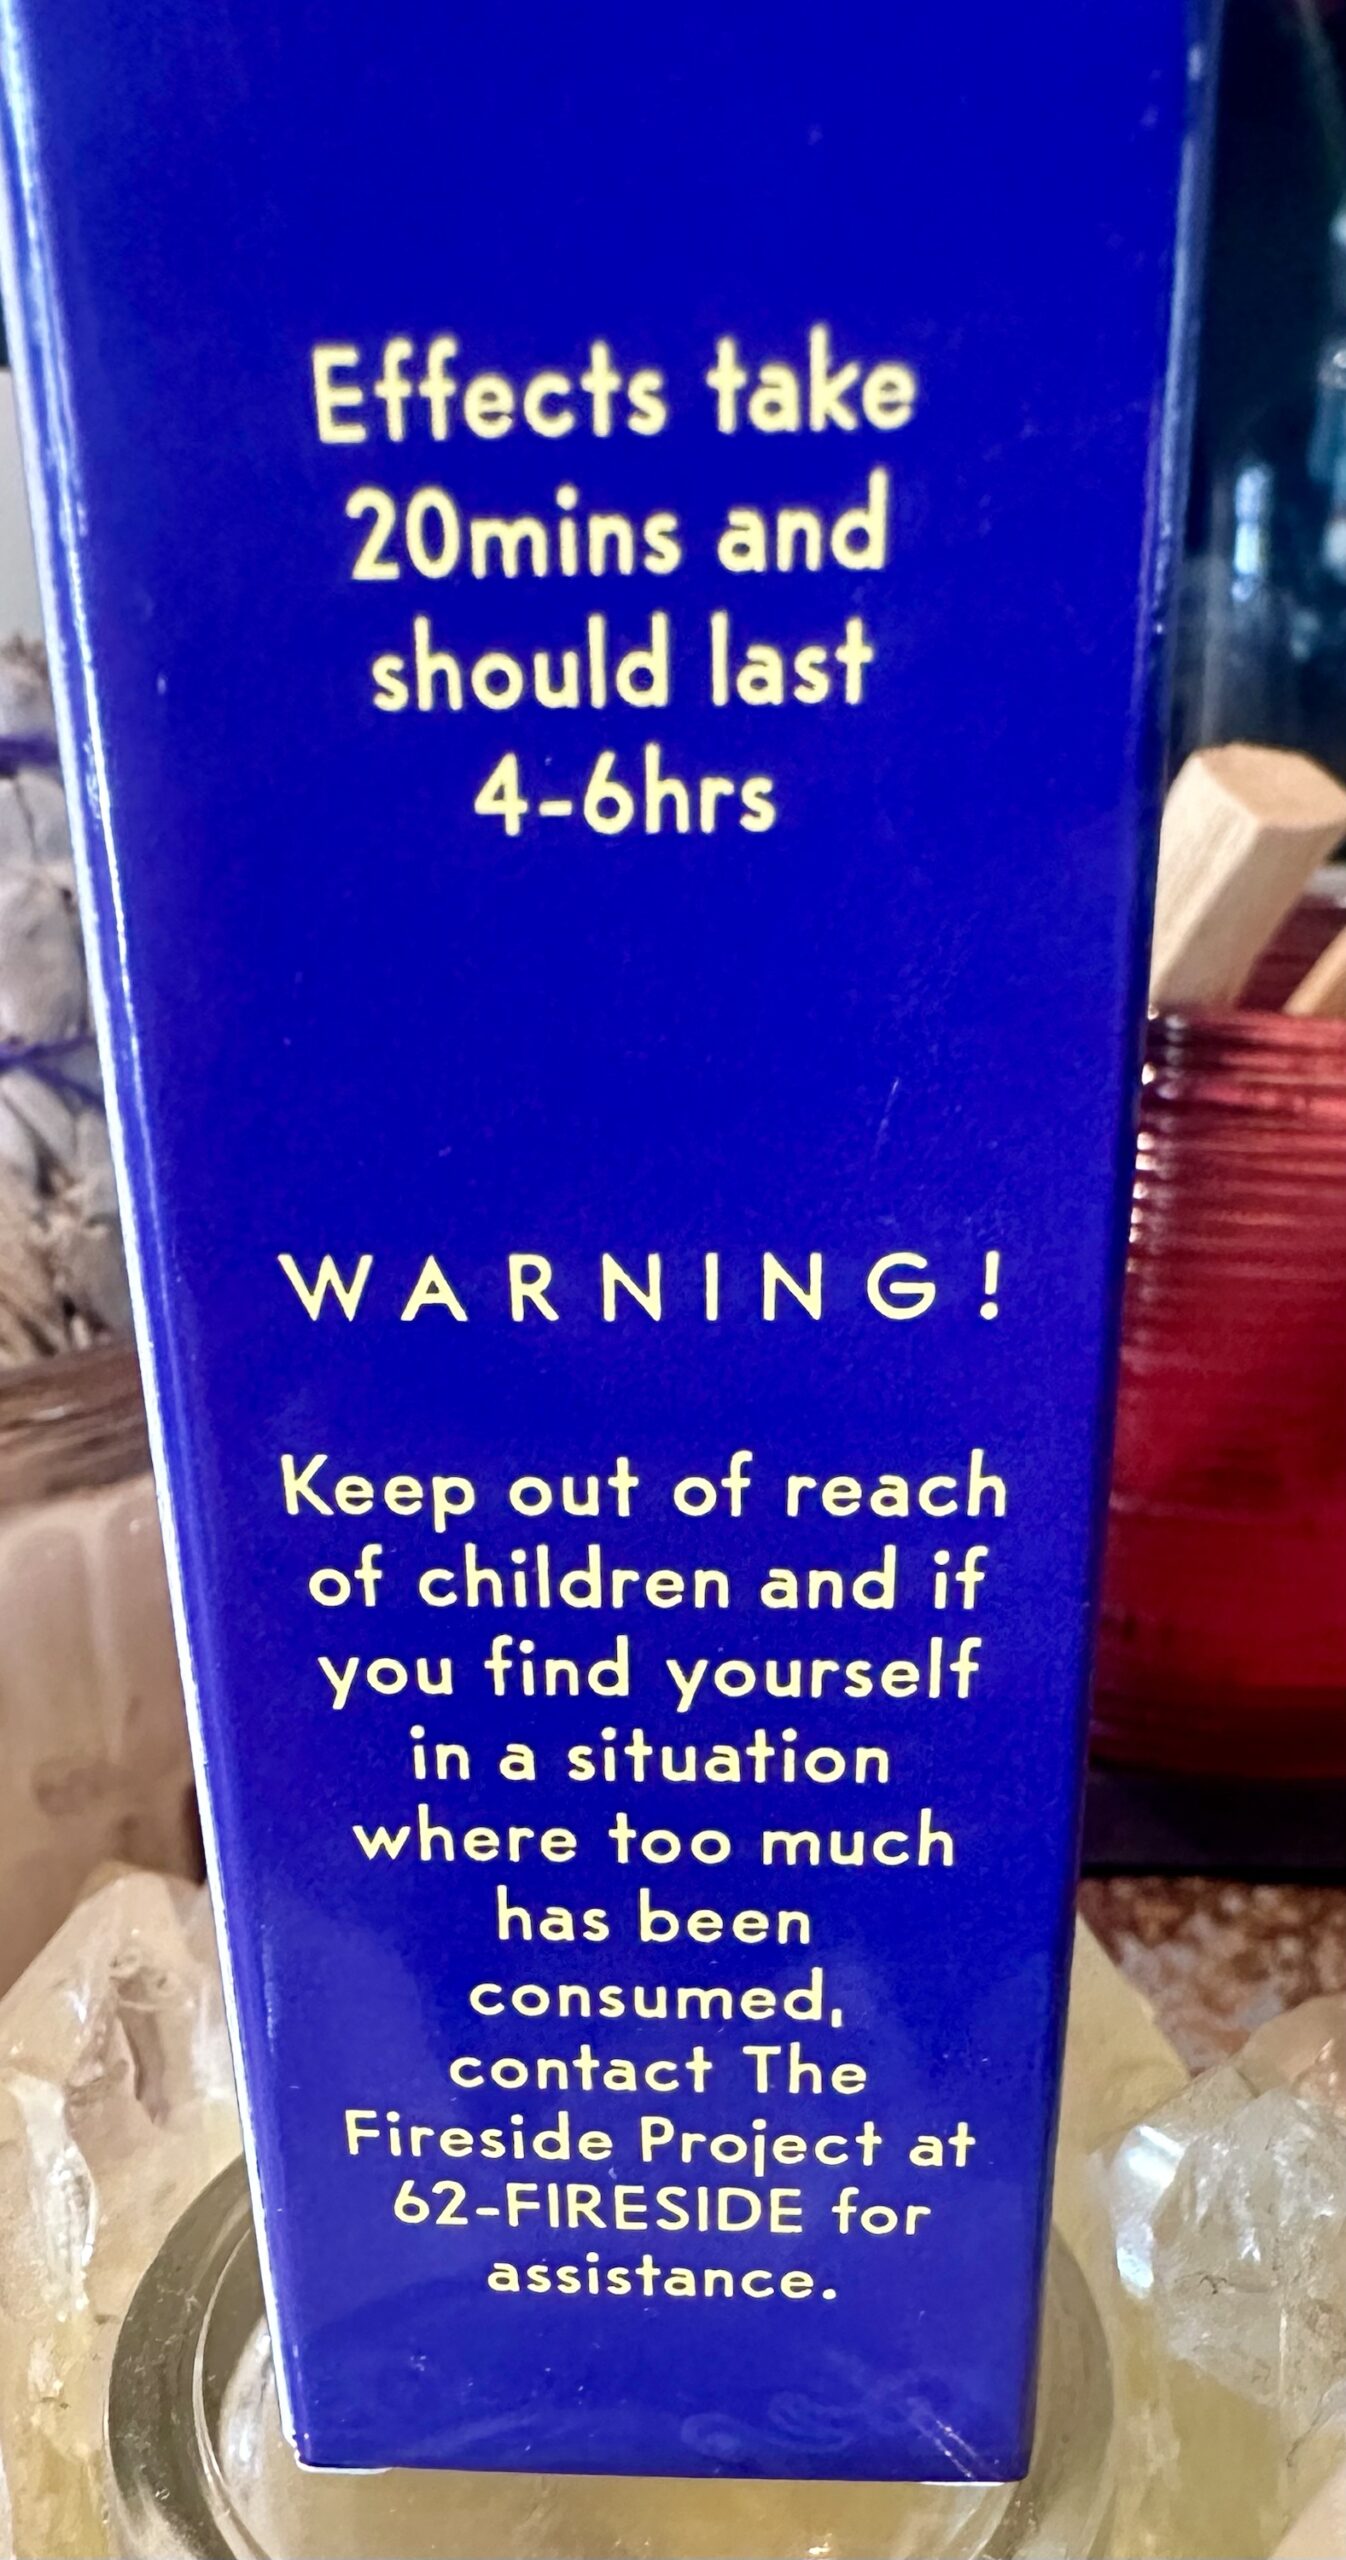 Effects take
20mins and
should last
4-6hrs
WARNING!
Keep out of reach
of children and if
you find yourself
in a situation
where too much
has been
consumed,
contact The
Fireside Project at
62-FIRESIDE for
assistance.